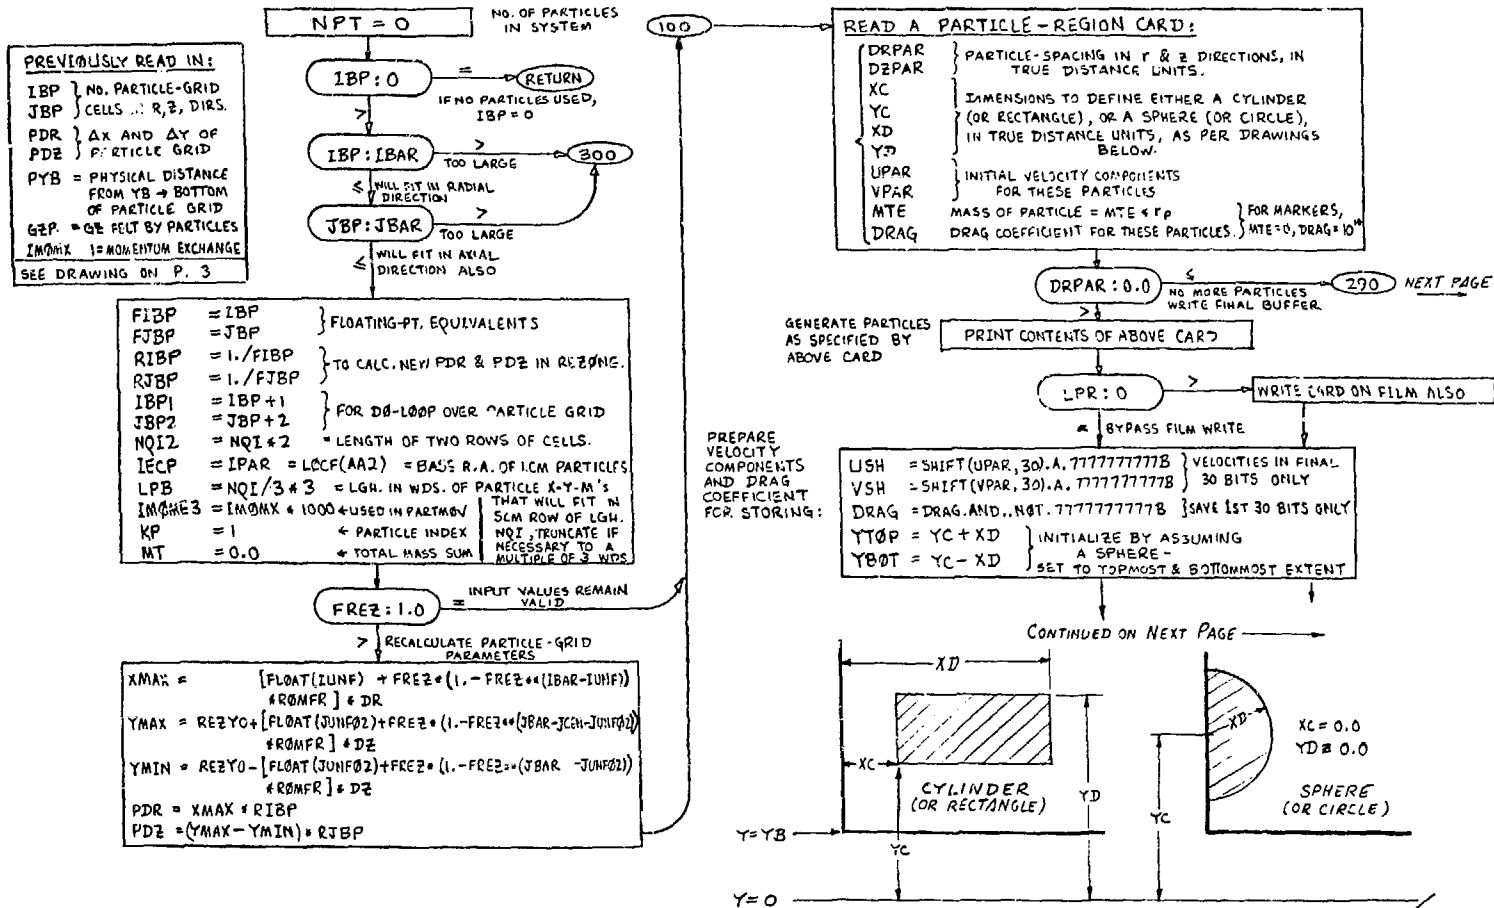 NPT = 0
NO. OF PARTICLES
IN SYSTEM
PREVIOUSLY READ IN:
IBP } NO. PARTICLE-GRID
JBP } CELLS R,Z, DIRS.
PDR } ΔX AND ΔY OF
PDZ } PARTICLE GRID
PYB = PHYSICAL DISTANCE
FROM YB → BOTTOM
OF PARTICLE GRID
GZP = GZ FELT BY PARTICLES
IMØMX 1=MOMENTUM EXCHANGE
SEE DRAWING ON P. 3
IBP : 0
=
RETURN
IF NO PARTICLES USED,
IBP = 0
>
IBP : IBAR
>
TOO LARGE
300
≤ WILL FIT IN RADIAL
DIRECTION
JBP : JBAR
>
TOO LARGE
≤ WILL FIT IN AXIAL
DIRECTION ALSO
FIBP = IBP
FJBP = JBP
} FLOATING-PT. EQUIVALENTS
RIBP = 1./FIBP
RJBP = 1./FJBP
} TO CALC. NEW PDR & PDZ IN REZØNE.
IBP1 = IBP+1
JBP2 = JBP+2
} FOR DØ-LØØP OVER PARTICLE GRID
NQI2 = NQI*2 = LENGTH OF TWO ROWS OF CELLS.
IECP = IPAR = LØCF(AA2) = BASE R.A. OF LCM PARTICLES
LPB = NQI/3*3 = LGH. IN WDS. OF PARTICLE X-Y-M'S
THAT WILL FIT IN
SCM ROW OF LGH.
NQI, TRUNCATE IF
NECESSARY TO A
MULTIPLE OF 3 WDS
IMØME3 = IMØMX * 1000 ← USED IN PARTMOV
KP = 1 ← PARTICLE INDEX
MT = 0.0 ← TOTAL MASS SUM
FREZ : 1.0
= INPUT VALUES REMAIN
VALID
> RECALCULATE PARTICLE-GRID
PARAMETERS
XMAX = [FLOAT(IUNF) + FREZ*(1.-FREZ**(IBAR-IUNF))
*RØMFR] * DR
YMAX = REZYO+[FLOAT(JUNFØ2)+FREZ*(1.-FREZ**(JBAR-JCEN-JUNFØ2))
*RØMFR] * DZ
YMIN = REZYO-[FLOAT(JUNFØ2)+FREZ*(1.-FREZ**(JBAR -JUNFØ2))
*RØMFR] * DZ
PDR = XMAX * RIBP
PDZ = (YMAX-YMIN) * RJBP
100
READ A PARTICLE-REGION CARD:
DRPAR
DZPAR
} PARTICLE-SPACING IN r & z DIRECTIONS, IN
TRUE DISTANCE UNITS.
XC
YC
XD
YD
DIMENSIONS TO DEFINE EITHER A CYLINDER
(OR RECTANGLE), OR A SPHERE (OR CIRCLE),
IN TRUE DISTANCE UNITS, AS PER DRAWINGS
BELOW.
UPAR
VPAR
} INITIAL VELOCITY COMPONENTS
FOR THESE PARTICLES
MTE MASS OF PARTICLE = MTE * rp
DRAG DRAG COEFFICIENT FOR THESE PARTICLES.
} FOR MARKERS,
MTE=0, DRAG=10¹⁴
DRPAR : 0.0
≤
NO MORE PARTICLES
WRITE FINAL BUFFER
290
NEXT PAGE
>
GENERATE PARTICLES
AS SPECIFIED BY
ABOVE CARD
PRINT CONTENTS OF ABOVE CARD
LPR : 0
>
WRITE CARD ON FILM ALSO
= BYPASS FILM WRITE
PREPARE
VELOCITY
COMPONENTS
AND DRAG
COEFFICIENT
FOR STORING:
USH = SHIFT(UPAR,30).A.7777777777B
VSH = SHIFT(VPAR,30).A.7777777777B
} VELOCITIES IN FINAL
30 BITS ONLY
DRAG = DRAG.AND..NØT.7777777777B } SAVE 1ST 30 BITS ONLY
YTØP = YC + XD
YBØT = YC - XD
} INITIALIZE BY ASSUMING
A SPHERE-
SET TO TOPMOST & BOTTOMMOST EXTENT
CONTINUED ON NEXT PAGE
XD
XC
CYLINDER
(OR RECTANGLE)
YD
YC
Y=YB
Y=0
XD
XC = 0.0
YD = 0.0
SPHERE
(OR CIRCLE)
YC